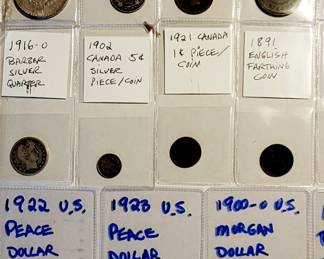 1916-O
BARBER
SILVER
QUARTER
1902
CANADA 5¢
SILVER
PIECE/COIN
1921 CANADA
1¢ PIECE/
COIN
1891
ENGLISH
FARTHING
COIN
1922 U.S.
PEACE
DOLLAR
1923 U.S.
PEACE
DOLLAR
1900-O U.S.
MORGAN
DOLLAR